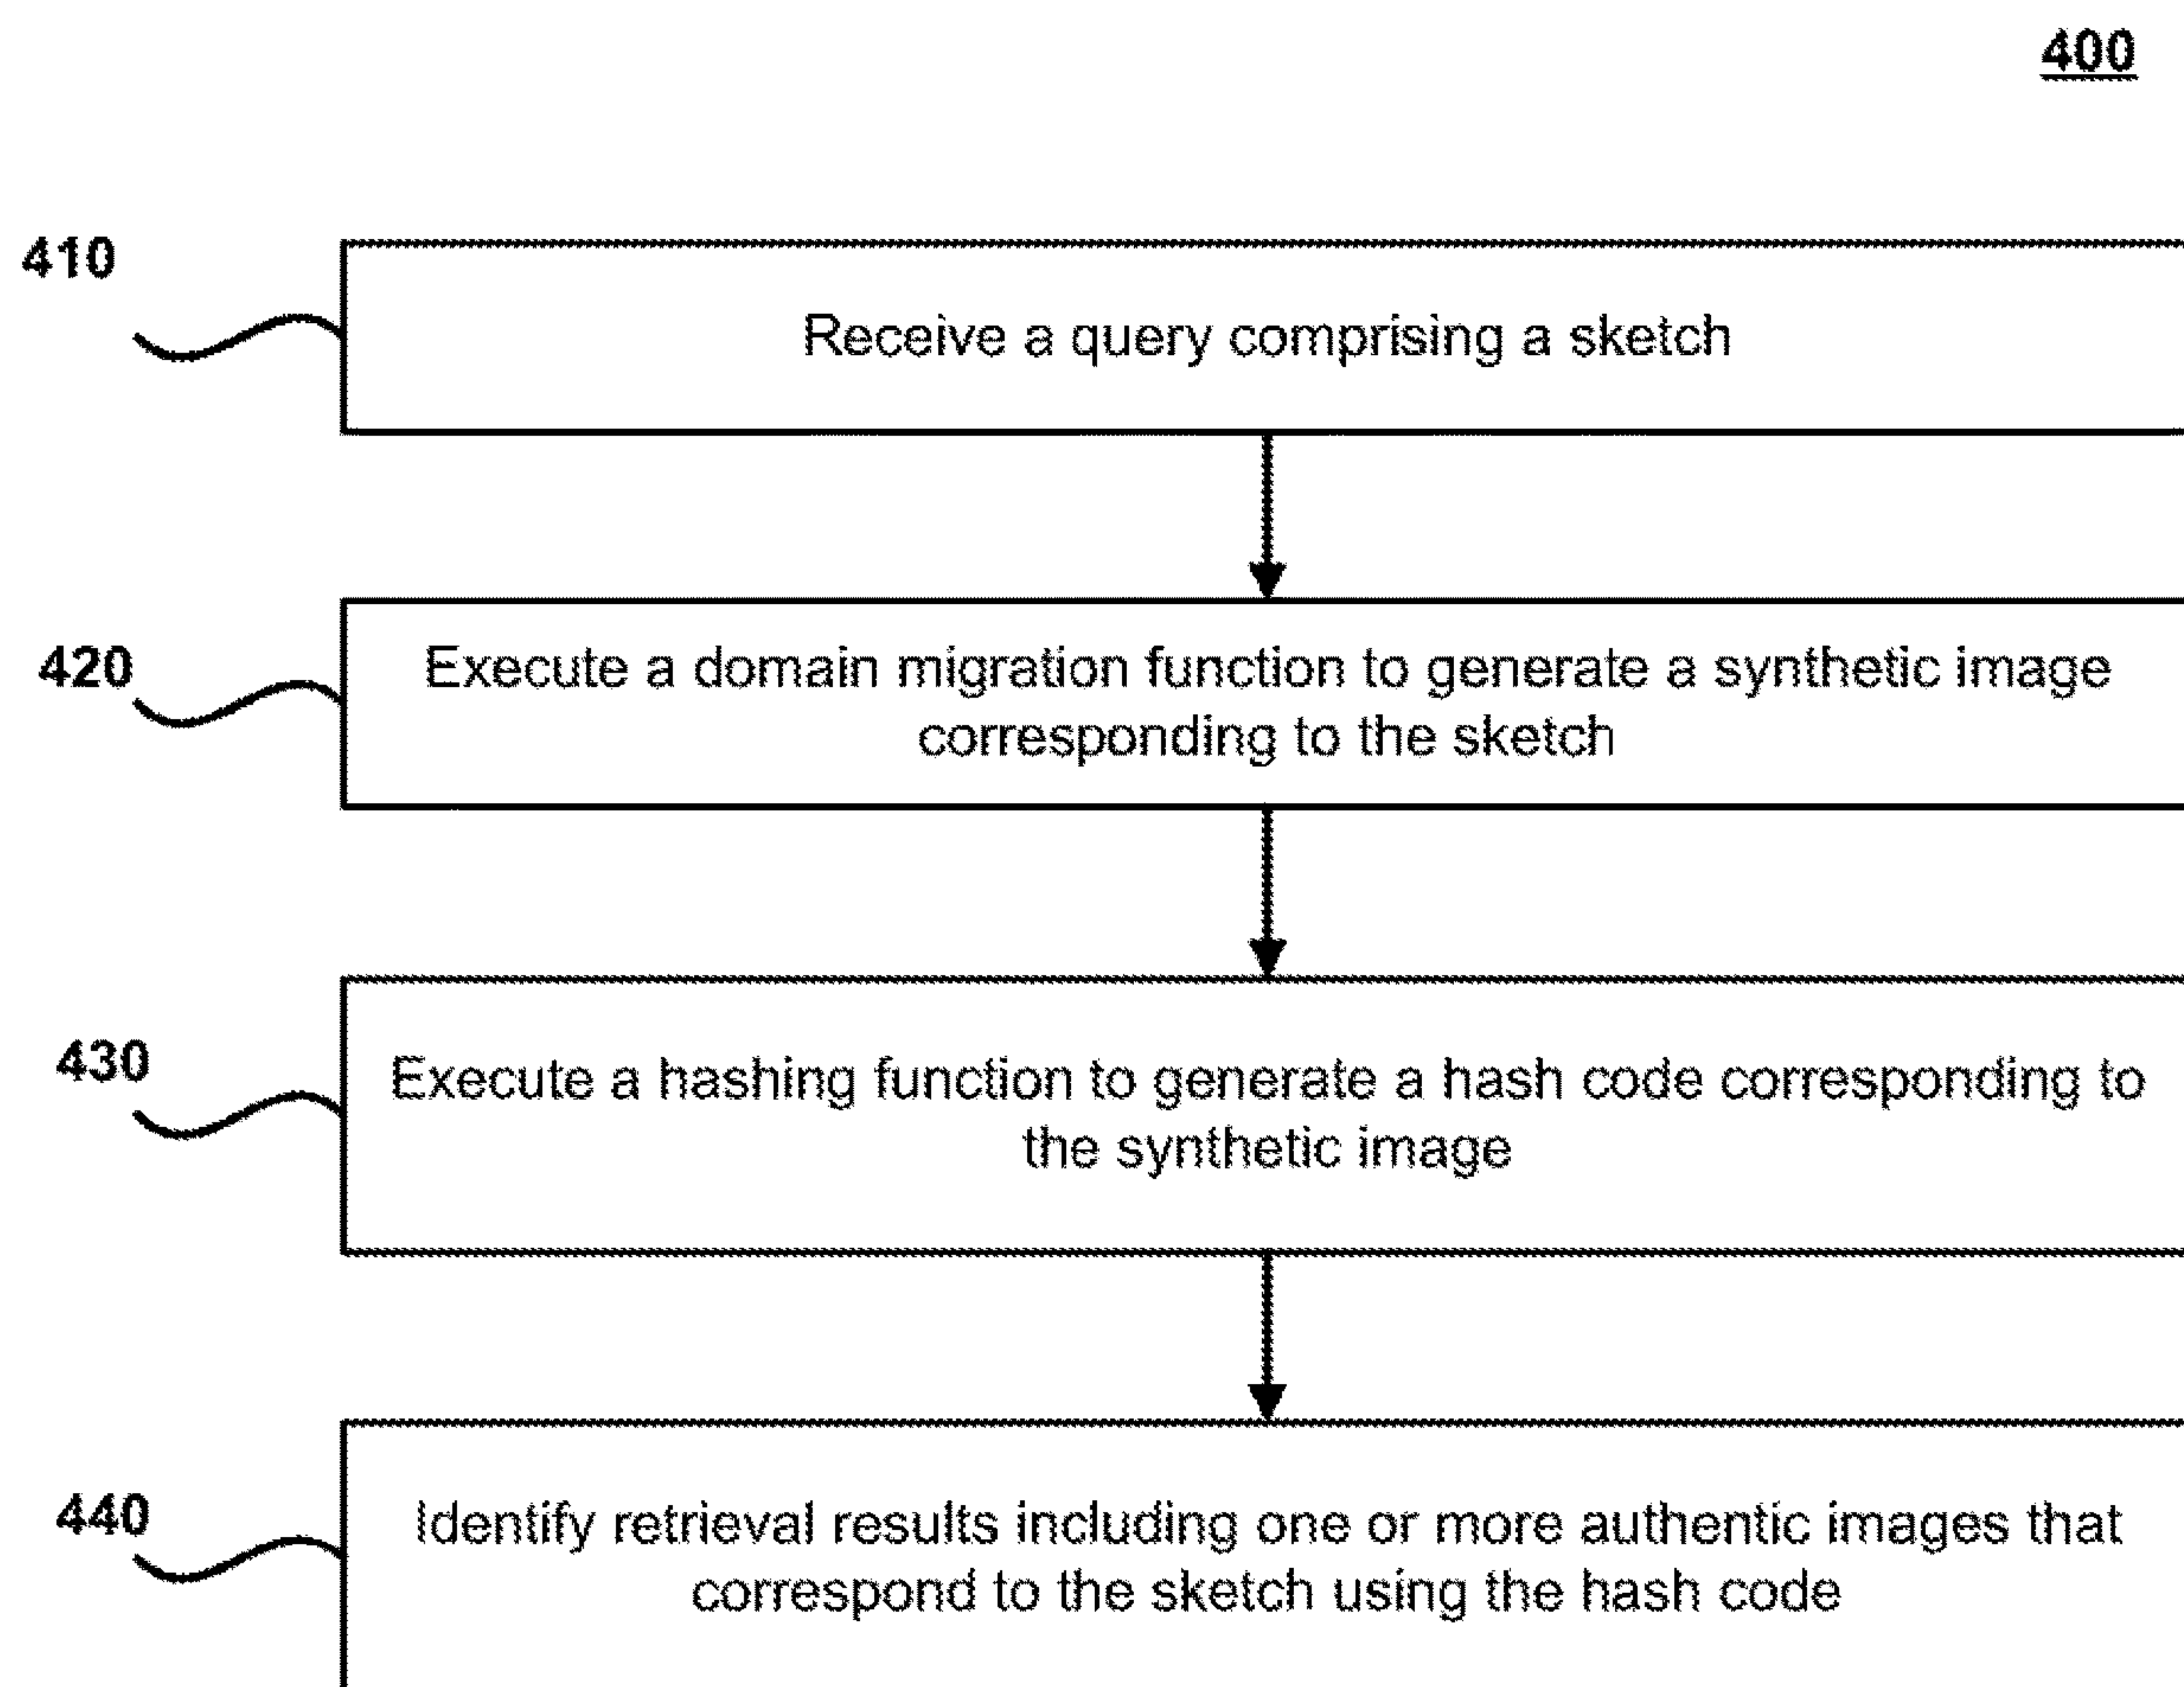 400
410
Receive a query comprising a sketch
420
Execute a domain migration function to generate a synthetic image
corresponding to the sketch
430
Execute a hashing function to generate a hash code corresponding to
the synthetic image
440
Identify retrieval results including one or more authentic images that
correspond to the sketch using the hash code